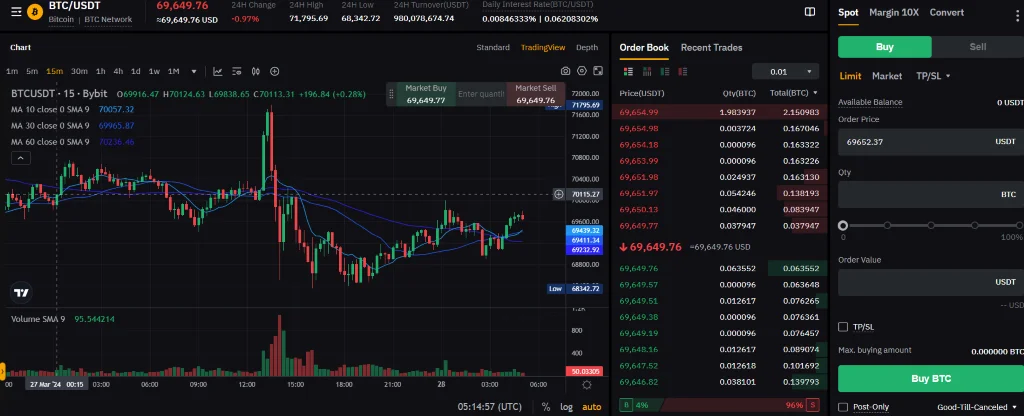 BTC/USDT
Bitcoin | BTC Network
69,649.76
≈69,649.76 USD
24H Change
-0.97%
24H High
71,795.69
24H Low
68,342.72
24H Turnover(USDT)
980,078,674.74
Daily Interest Rate(BTC/USDT)
0.00846333% | 0.06208302%
Chart
Standard TradingView Depth
1m 5m 15m 30m 1h 4h 1d 1w 1M
BTCUSDT · 15 · Bybit O69916.47 H70124.63 L69838.65 C70113.31 +196.84 (+0.28%)
MA 10 close 0 SMA 9 70057.32
MA 30 close 0 SMA 9 69965.87
MA 60 close 0 SMA 9 70236.46
Market Buy
69,649.77
Enter quanti
Market Sell
69,649.76
72000.00
71795.69
71600.00
70800.00
70115.27
70000.00
69600.00
69439.32
69411.34
69232.92
68800.00
Low 68342.72
Volume SMA 9 95.544214
800
400
50.03305
27 Mar '24 00:15
03:00 06:00 09:00 12:00 15:00 18:00 21:00 28 03:00 06:00
05:14:57 (UTC) % log auto
Order Book Recent Trades
0.01
Price(USDT) Qty(BTC) Total(BTC)
69,654.99 1.983937 2.150983
69,654.98 0.003724 0.167046
69,654.18 0.000096 0.163322
69,653.99 0.000096 0.163226
69,651.98 0.024937 0.163130
69,651.97 0.054246 0.138193
69,650.13 0.046000 0.083947
69,649.77 0.037947 0.037947
69,649.76 ≈69,649.76 USD
69,649.76 0.063552 0.063552
69,649.57 0.000096 0.063648
69,649.51 0.012617 0.076265
69,649.38 0.000096 0.076361
69,649.19 0.000096 0.076457
69,648.16 0.012617 0.089074
69,647.52 0.012618 0.101692
69,646.82 0.038101 0.139793
B 4% 96% S
Spot Margin 10X Convert
Buy Sell
Limit Market TP/SL
Available Balance 0 USDT
Order Price
69652.37 USDT
Qty
BTC
0 100%
Order Value
USDT
-- USD
TP/SL
Max. buying amount 0.000000 BTC
Buy BTC
Post-Only Good-Till-Canceled